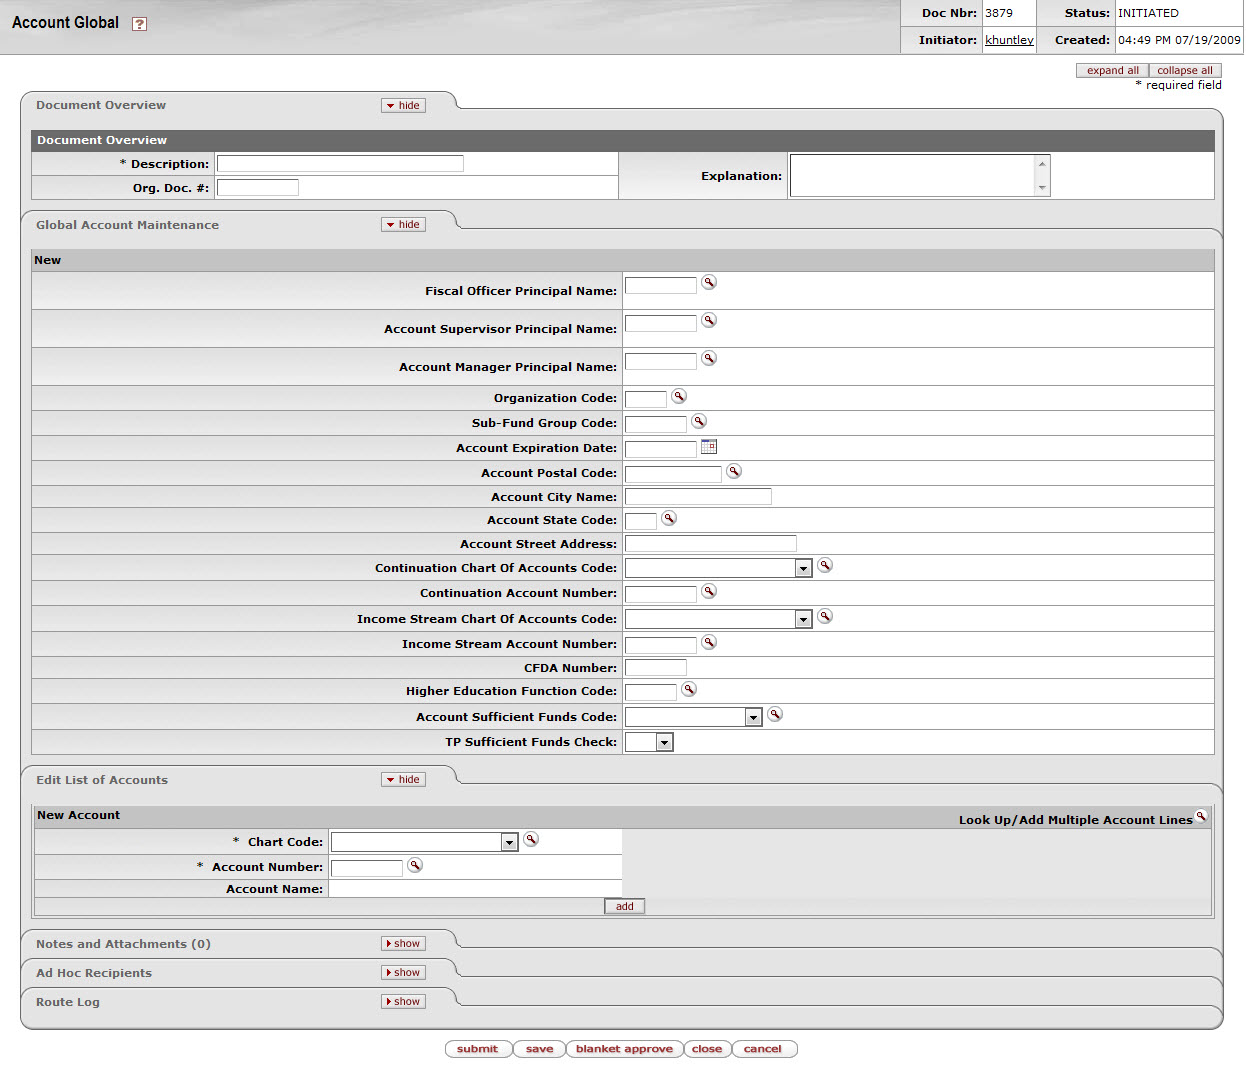 Account Global ?
Doc Nbr: 3879 Status: INITIATED
Initiator: khuntley Created: 04:49 PM 07/19/2009
expand all collapse all
* required field
Document Overview hide
Document Overview
* Description:
Explanation:
Org. Doc. #:
Global Account Maintenance hide
New
Fiscal Officer Principal Name:
Account Supervisor Principal Name:
Account Manager Principal Name:
Organization Code:
Sub-Fund Group Code:
Account Expiration Date:
Account Postal Code:
Account City Name:
Account State Code:
Account Street Address:
Continuation Chart Of Accounts Code:
Continuation Account Number:
Income Stream Chart Of Accounts Code:
Income Stream Account Number:
CFDA Number:
Higher Education Function Code:
Account Sufficient Funds Code:
TP Sufficient Funds Check:
Edit List of Accounts hide
New Account
Look Up/Add Multiple Account Lines
* Chart Code:
* Account Number:
Account Name:
add
Notes and Attachments (0) show
Ad Hoc Recipients show
Route Log show
submit save blanket approve close cancel